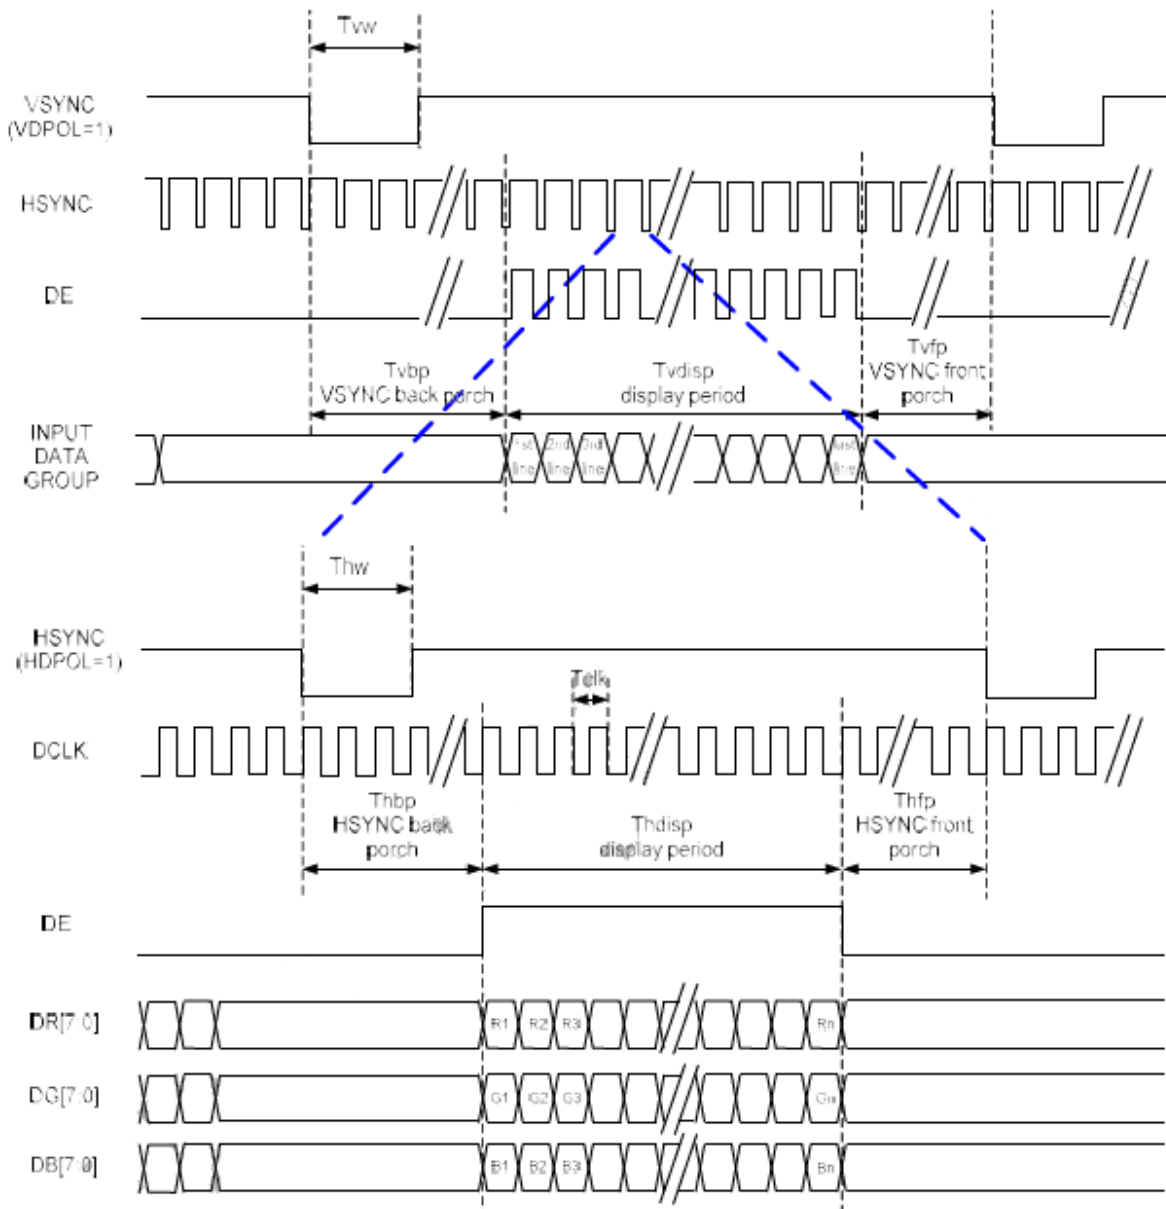 Tvw
VSYNC
(VDPOL=1)
HSYNC
DE
Tvbp
VSYNC back porch
Tvdisp
display period
Tvfp
VSYNC front
porch
INPUT
DATA
GROUP
1st
line
2nd
line
3rd
line
last
line
Thw
HSYNC
(HDPOL=1)
Tclk
DCLK
Thbp
HSYNC back
porch
Thdisp
display period
Thfp
HSYNC front
porch
DE
DR[7:0]
R1 R2 R3 Rn
DG[7:0]
G1 G2 G3 Gn
DB[7:0]
B1 B2 B3 Bn